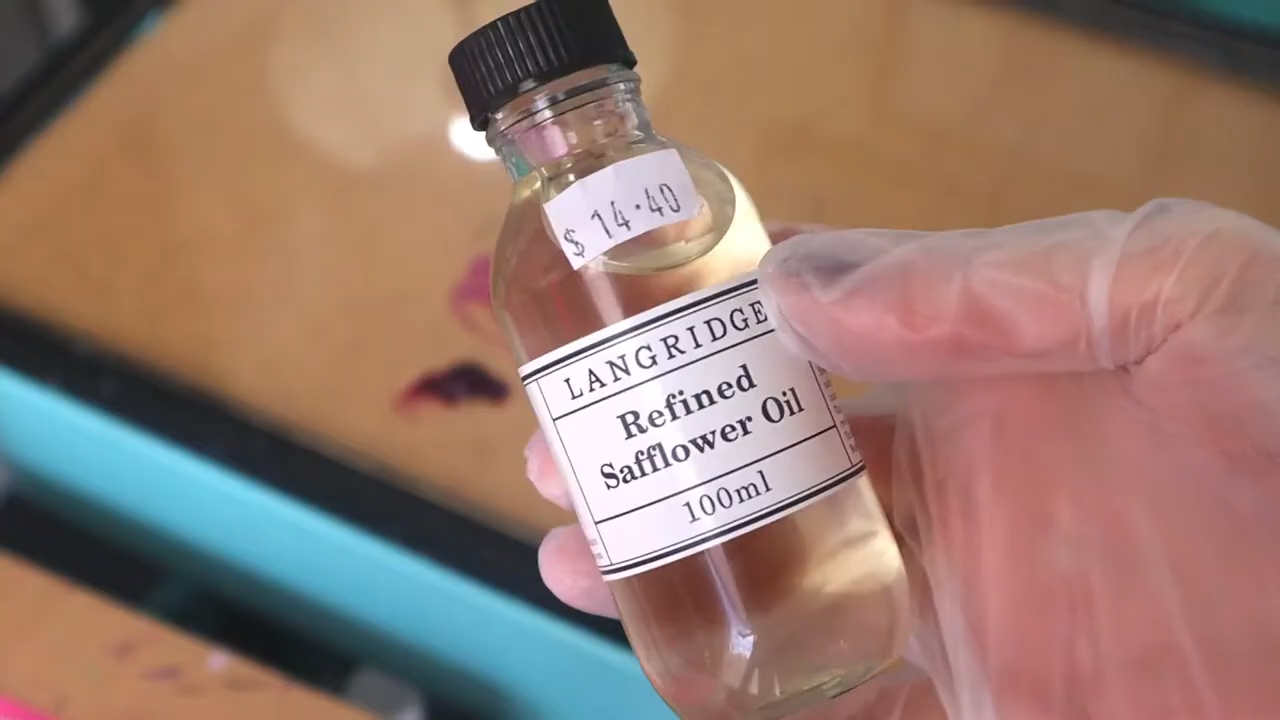 $ 14.40
LANGRIDGE
Refined
Safflower Oil
100ml